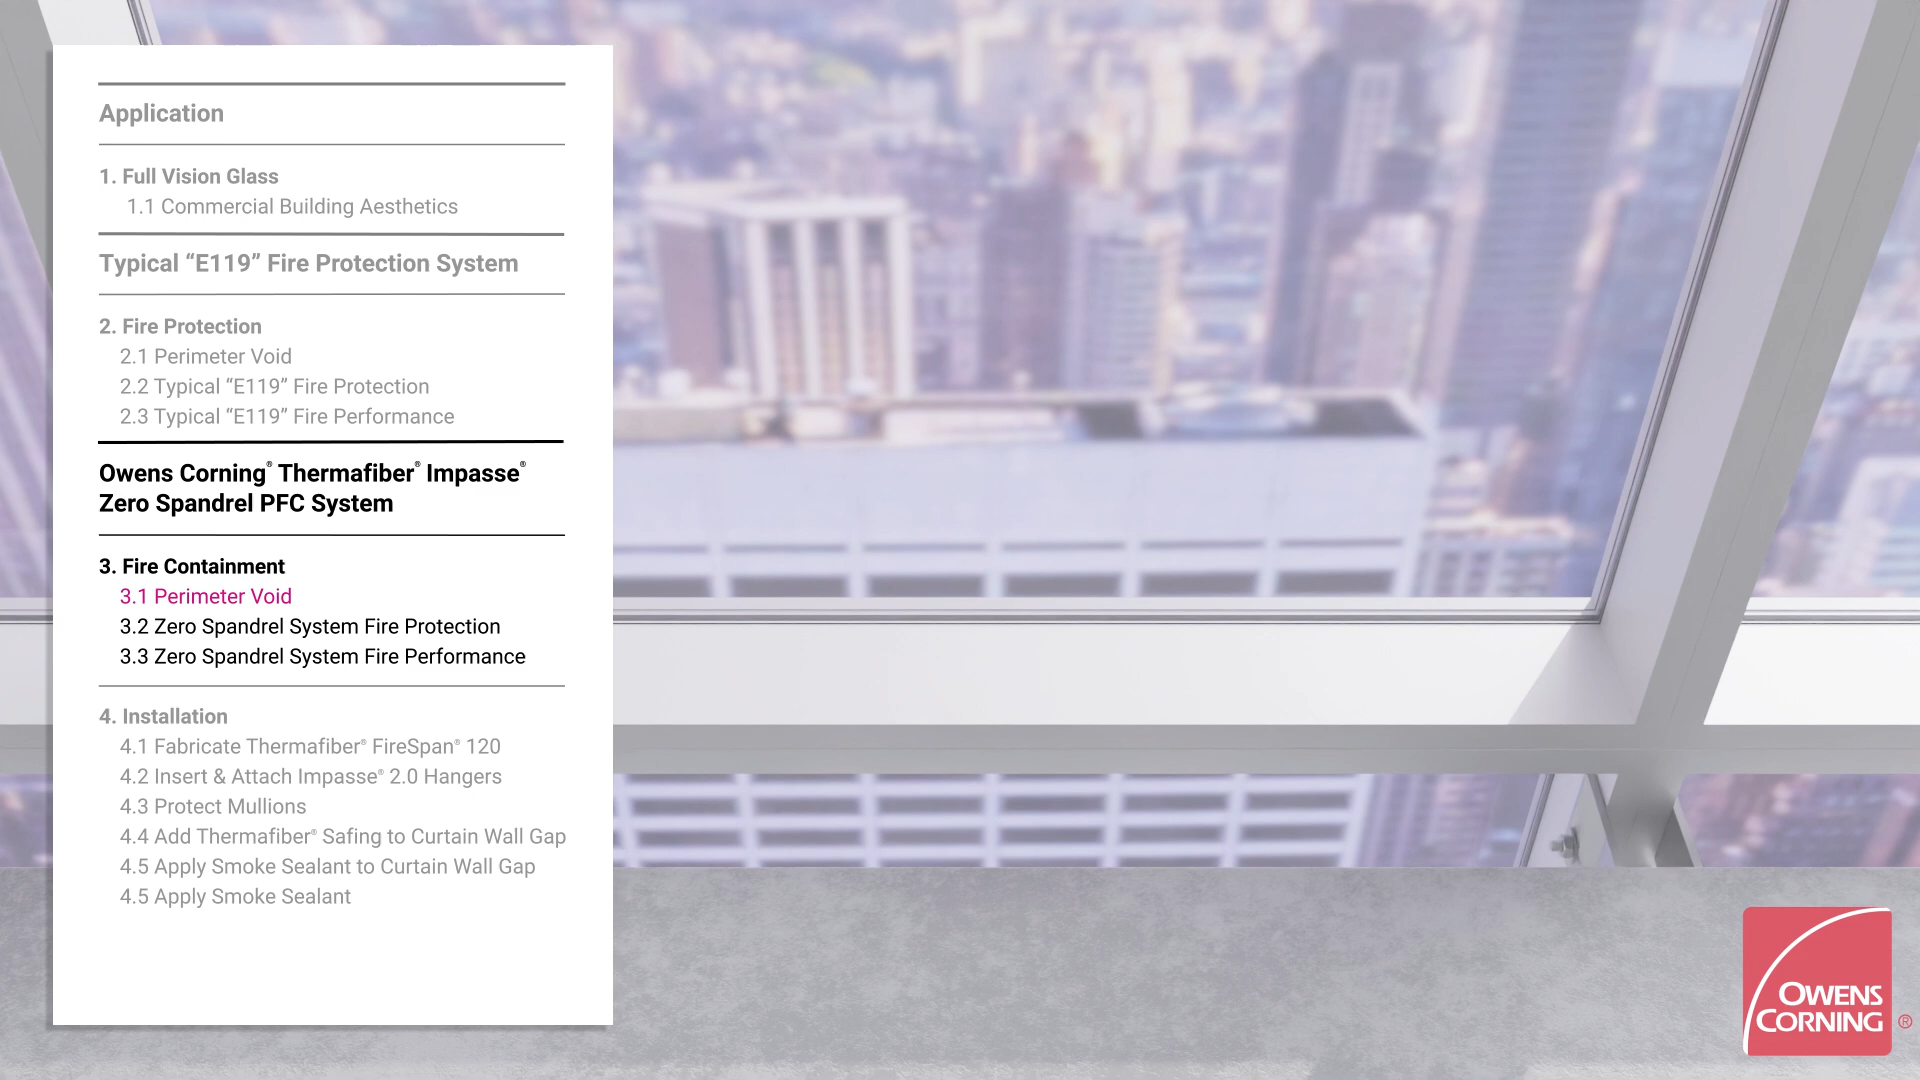 Application
1. Full Vision Glass
1.1 Commercial Building Aesthetics
Typical “E119” Fire Protection System
2. Fire Protection
2.1 Perimeter Void
2.2 Typical “E119” Fire Protection
2.3 Typical “E119” Fire Performance
Owens Corning® Thermafiber® Impasse®
Zero Spandrel PFC System
3. Fire Containment
3.1 Perimeter Void
3.2 Zero Spandrel System Fire Protection
3.3 Zero Spandrel System Fire Performance
4. Installation
4.1 Fabricate Thermafiber® FireSpan® 120
4.2 Insert & Attach Impasse® 2.0 Hangers
4.3 Protect Mullions
4.4 Add Thermafiber® Safing to Curtain Wall Gap
4.5 Apply Smoke Sealant to Curtain Wall Gap
4.5 Apply Smoke Sealant
OWENS
CORNING ®